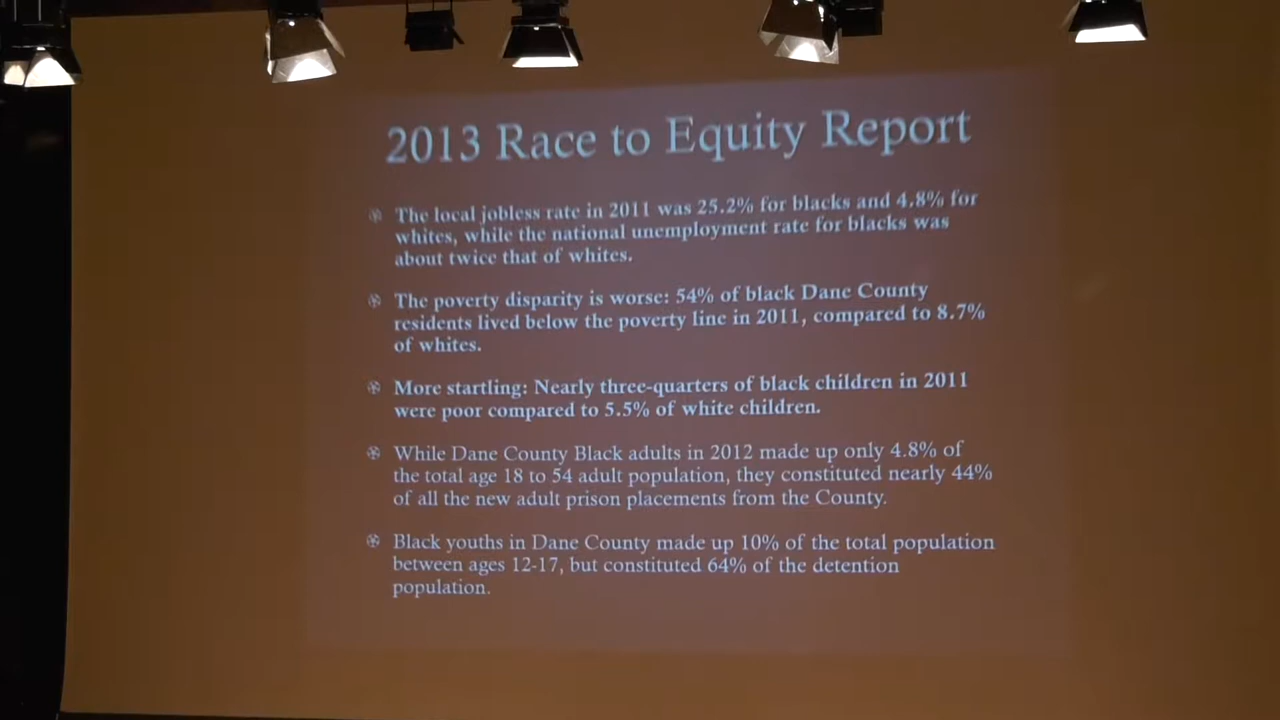 2013 Race to Equity Report
The local jobless rate in 2011 was 25.2% for blacks and 4.8% for
whites, while the national unemployment rate for blacks was
about twice that of whites.
The poverty disparity is worse: 54% of black Dane County
residents lived below the poverty line in 2011, compared to 8.7%
of whites.
More startling: Nearly three-quarters of black children in 2011
were poor compared to 5.5% of white children.
While Dane County Black adults in 2012 made up only 4.8% of
the total age 18 to 54 adult population, they constituted nearly 44%
of all the new adult prison placements from the County.
Black youths in Dane County made up 10% of the total population
between ages 12-17, but constituted 64% of the detention
population.